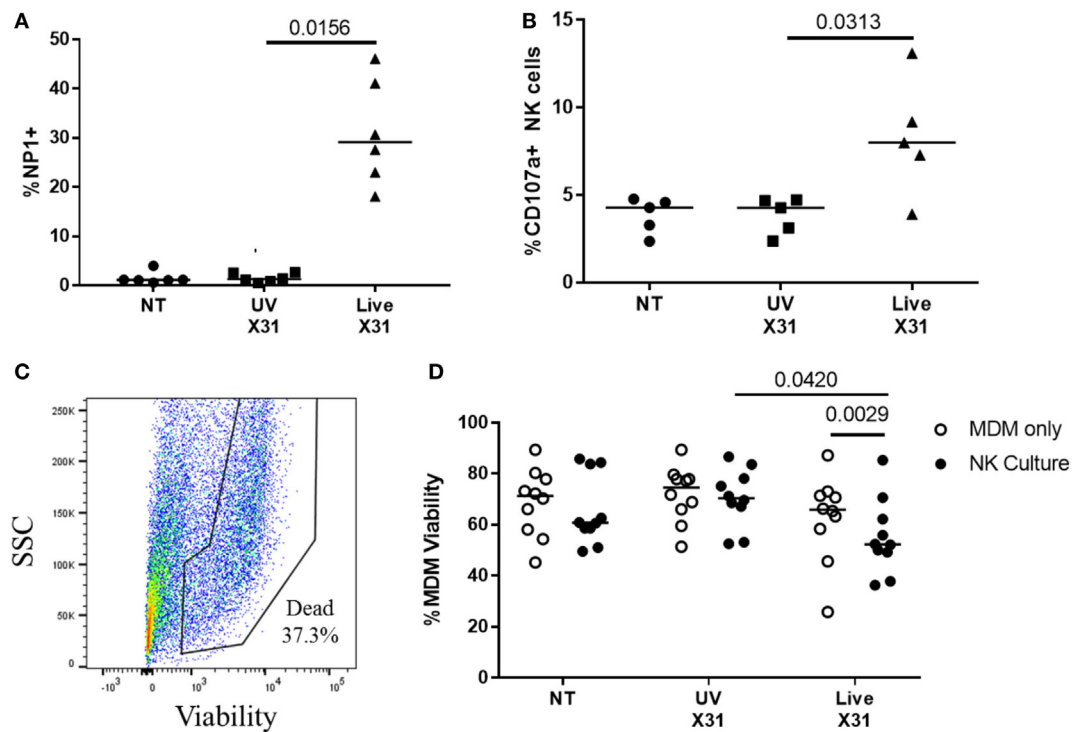 A
0.0156
50
40
30
20
10
0
%NP1+
NT
UV
X31
Live
X31
B
0.0313
15
10
5
0
%CD107a+ NK cells
NT
UV
X31
Live
X31
C
250K
200K
150K
100K
50K
0
SSC
Dead
37.3%
-10³
0
10³
10⁴
10⁵
Viability
D
0.0420
0.0029
MDM only
NK Culture
100
80
60
40
20
0
% MDM Viability
NT
UV
X31
Live
X31